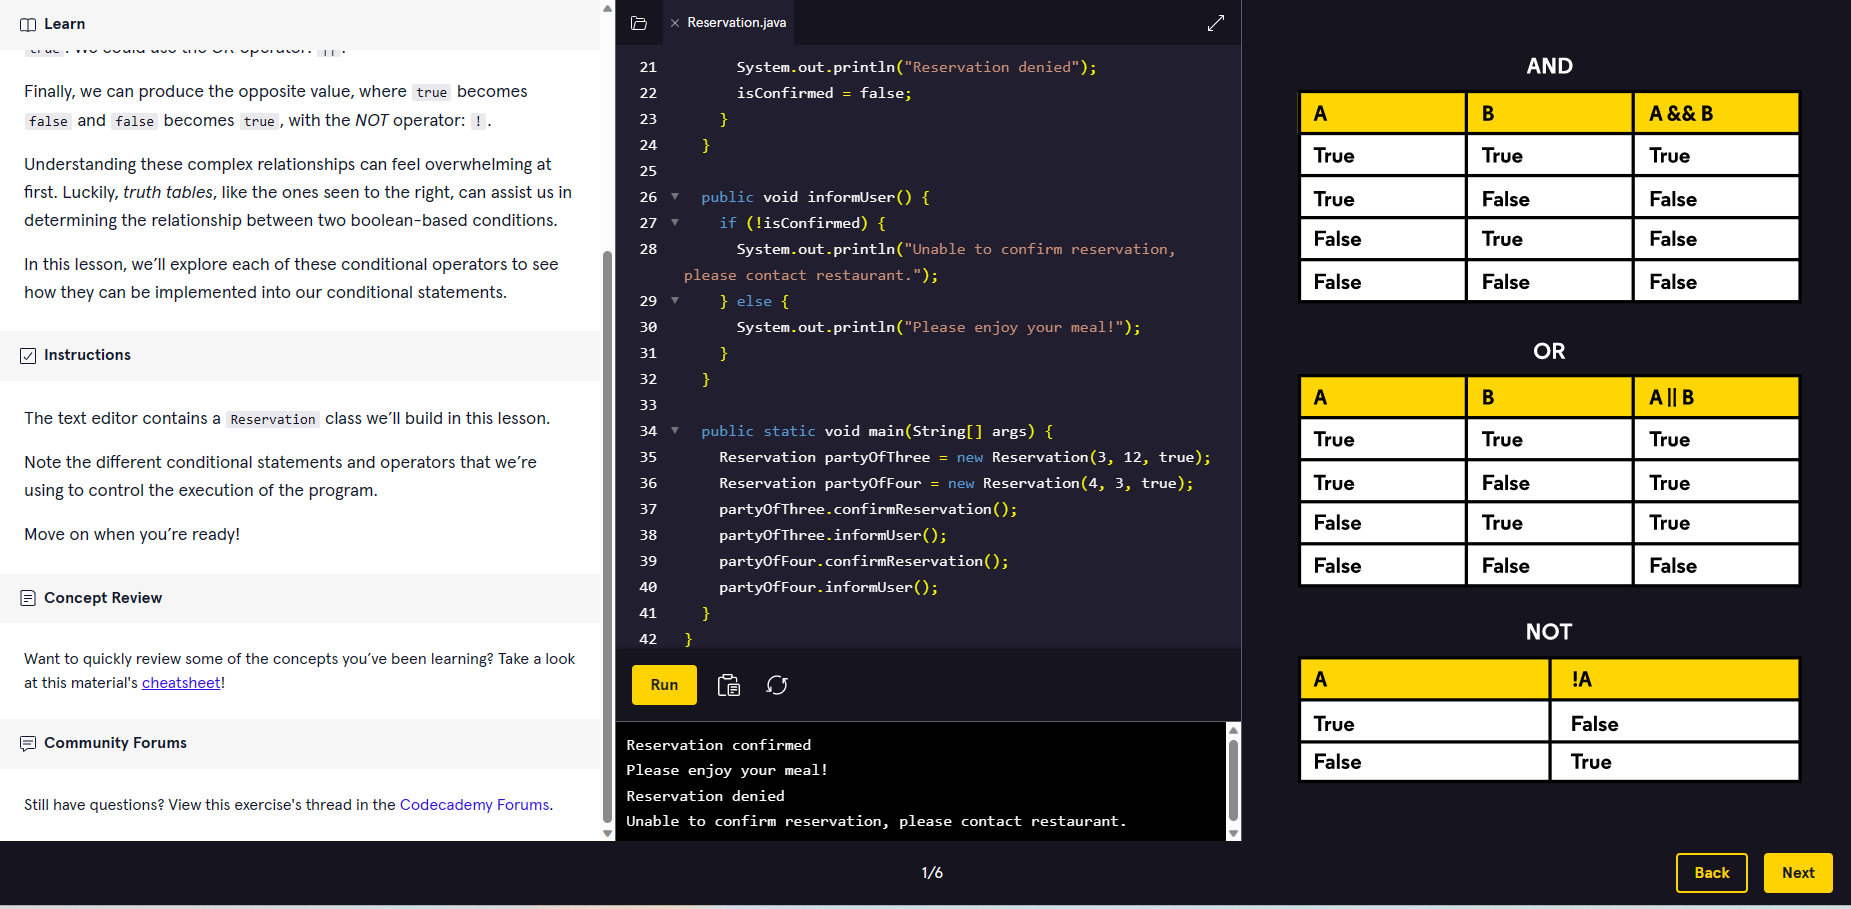 Learn
true . We could use the OR operator: || .
Finally, we can produce the opposite value, where true becomes
false and false becomes true , with the NOT operator: ! .
Understanding these complex relationships can feel overwhelming at
first. Luckily, truth tables, like the ones seen to the right, can assist us in
determining the relationship between two boolean-based conditions.
In this lesson, we’ll explore each of these conditional operators to see
how they can be implemented into our conditional statements.
Instructions
The text editor contains a Reservation class we’ll build in this lesson.
Note the different conditional statements and operators that we’re
using to control the execution of the program.
Move on when you’re ready!
Concept Review
Want to quickly review some of the concepts you’ve been learning? Take a look
at this material's cheatsheet!
Community Forums
Still have questions? View this exercise's thread in the Codecademy Forums.
Reservation.java
21 System.out.println("Reservation denied");
22 isConfirmed = false;
23 }
24 }
25
26 public void informUser() {
27 if (!isConfirmed) {
28 System.out.println("Unable to confirm reservation,
please contact restaurant.");
29 } else {
30 System.out.println("Please enjoy your meal!");
31 }
32 }
33
34 public static void main(String[] args) {
35 Reservation partyOfThree = new Reservation(3, 12, true);
36 Reservation partyOfFour = new Reservation(4, 3, true);
37 partyOfThree.confirmReservation();
38 partyOfThree.informUser();
39 partyOfFour.confirmReservation();
40 partyOfFour.informUser();
41 }
42 }
Run
Reservation confirmed
Please enjoy your meal!
Reservation denied
Unable to confirm reservation, please contact restaurant.
AND
A B A && B
True True True
True False False
False True False
False False False
OR
A B A || B
True True True
True False True
False True True
False False False
NOT
A !A
True False
False True
1/6
Back Next